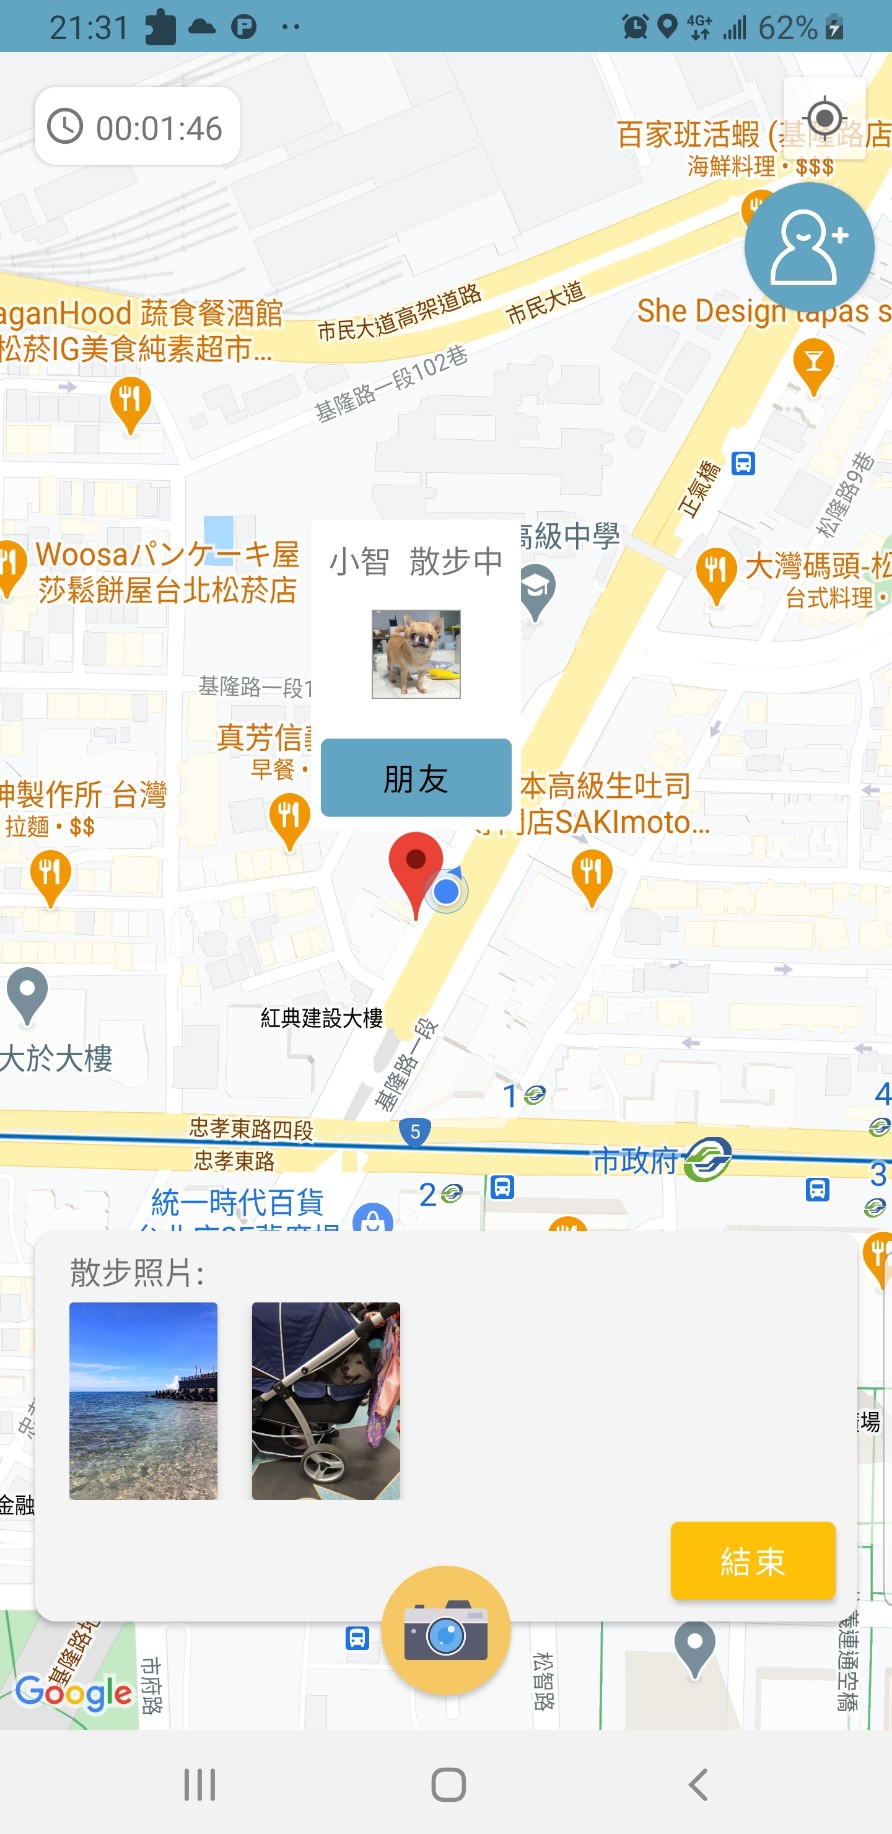 21:31
4G+
62%
00:01:46
百家班活蝦 (基隆路店
海鮮料理 • $$$
aganHood 蔬食餐酒館
松菸IG美食純素超市...
市民大道高架道路
市民大道
She Design tapas s
基隆路一段102巷
正氣橋
松隆路9巷
Woosaパンケーキ屋
莎鬆餅屋台北松菸店
小智 散步中
高級中學
大灣碼頭-松
台式料理 •
基隆路一段1
真芳信義
早餐 •
朋友
本高級生吐司
門店SAKImoto...
神製作所 台灣
拉麵 • $$
紅典建設大樓
大於大樓
基隆路一段
1
4
忠孝東路四段
5
忠孝東路
市政府
3
2
統一時代百貨
散步照片:
場
金融
結束
基隆路地
市府路
松智路
義連通空橋
Google